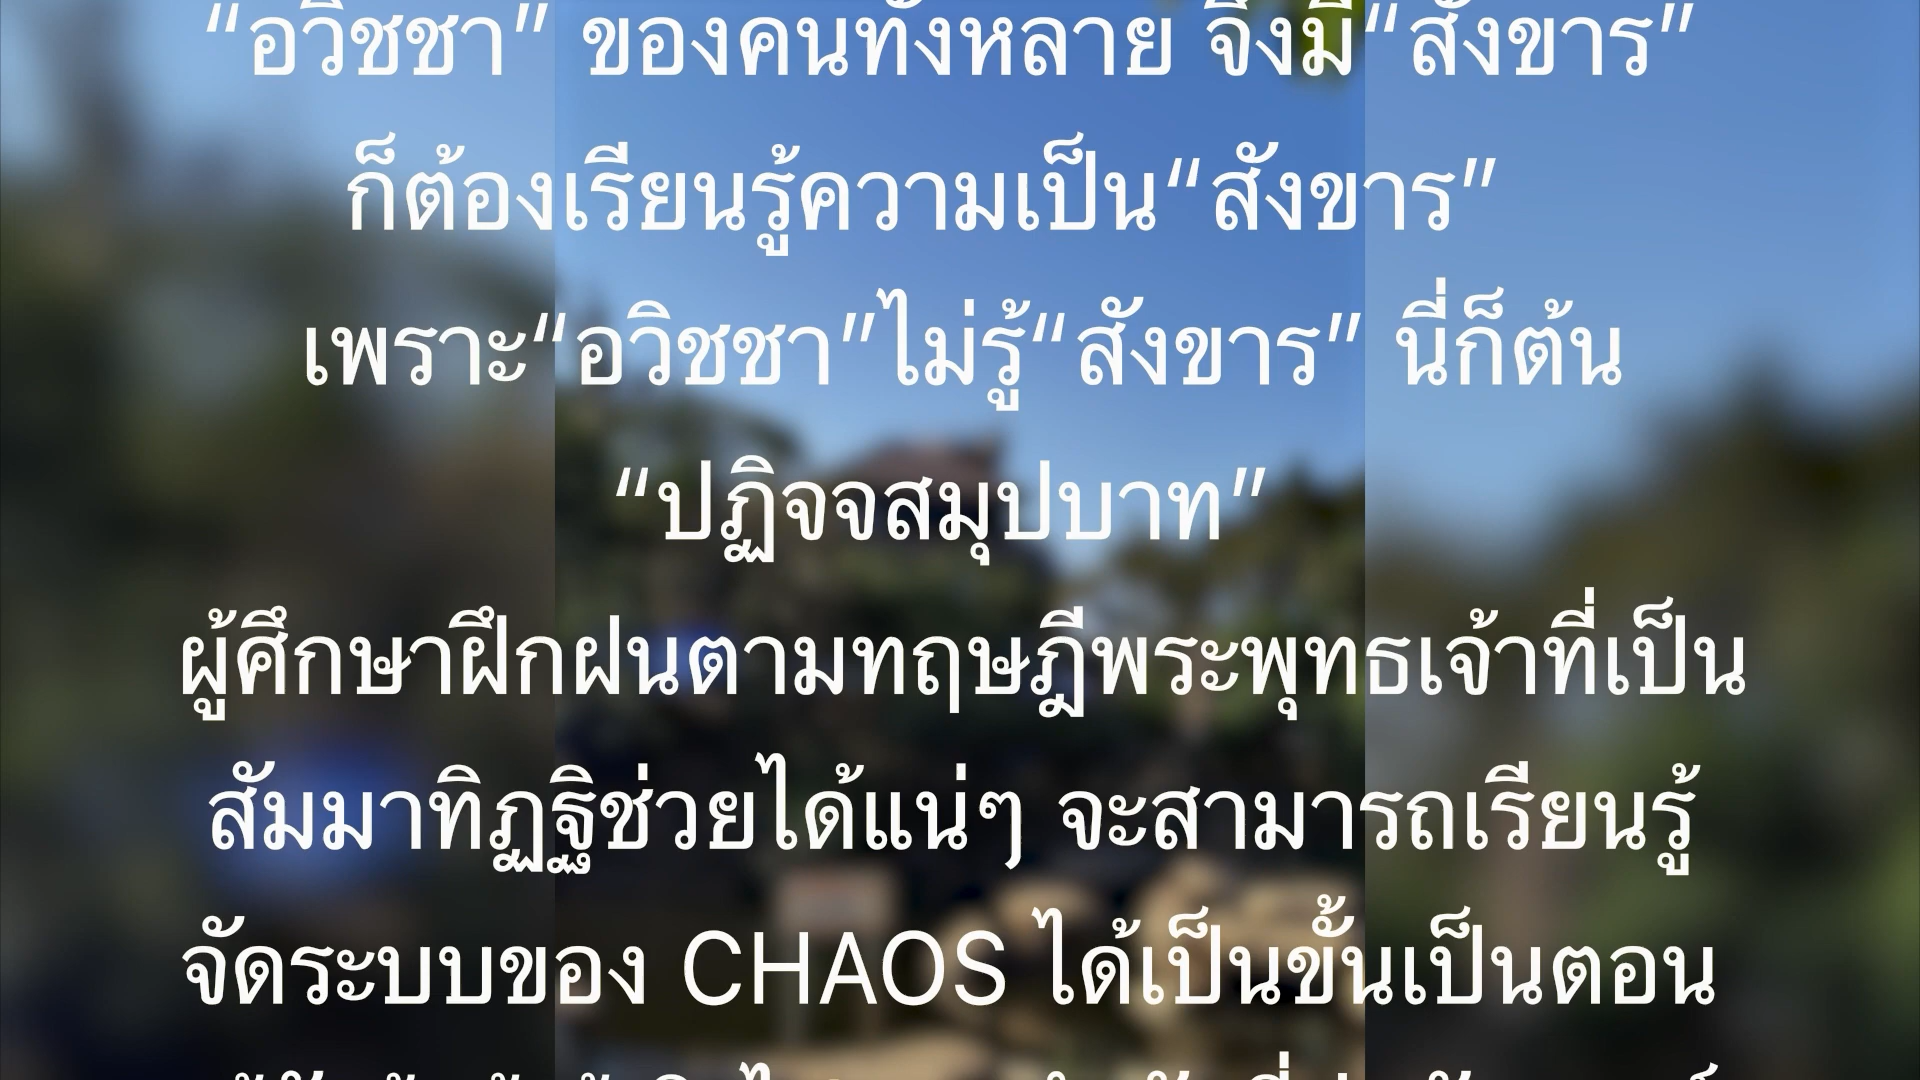 “อวิชชา” ของคนทั้งหลาย จึงมี“สังขาร”
ก็ต้องเรียนรู้ความเป็น“สังขาร”
เพราะ“อวิชชา”ไม่รู้“สังขาร” นี่ก็ต้น
“ปฏิจจสมุปบาท”
ผู้ศึกษาฝึกฝนตามทฤษฎีพระพุทธเจ้าที่เป็น
สัมมาทิฏฐิช่วยได้แน่ๆ จะสามารถเรียนรู้
จัดระบบของ CHAOS ได้เป็นขั้นเป็นตอน